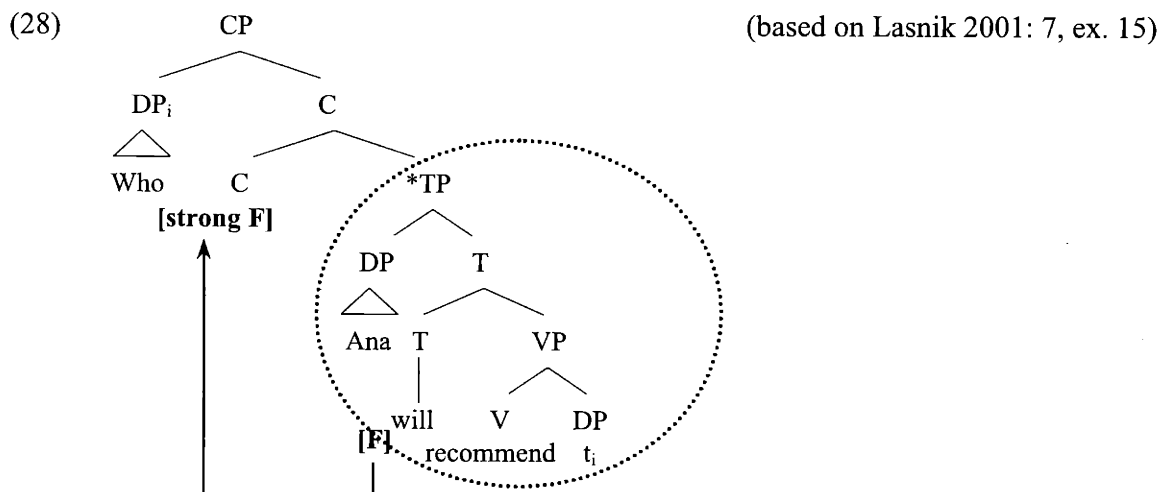 (28) CP (based on Lasnik 2001: 7, ex. 15)
DPi C
Who C *TP
[strong F]
DP T
Ana T VP
will V DP
[F] recommend ti